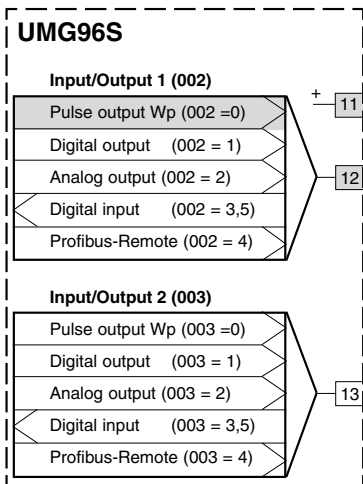 UMG96S
Input/Output 1 (002)
+
11
Pulse output Wp (002 =0)
Digital output (002 = 1)
12
Analog output (002 = 2)
Digital input (002 = 3,5)
Profibus-Remote (002 = 4)
Input/Output 2 (003)
Pulse output Wp (003 =0)
Digital output (003 = 1)
Analog output (003 = 2)
13
Digital input (003 = 3,5)
Profibus-Remote (003 = 4)